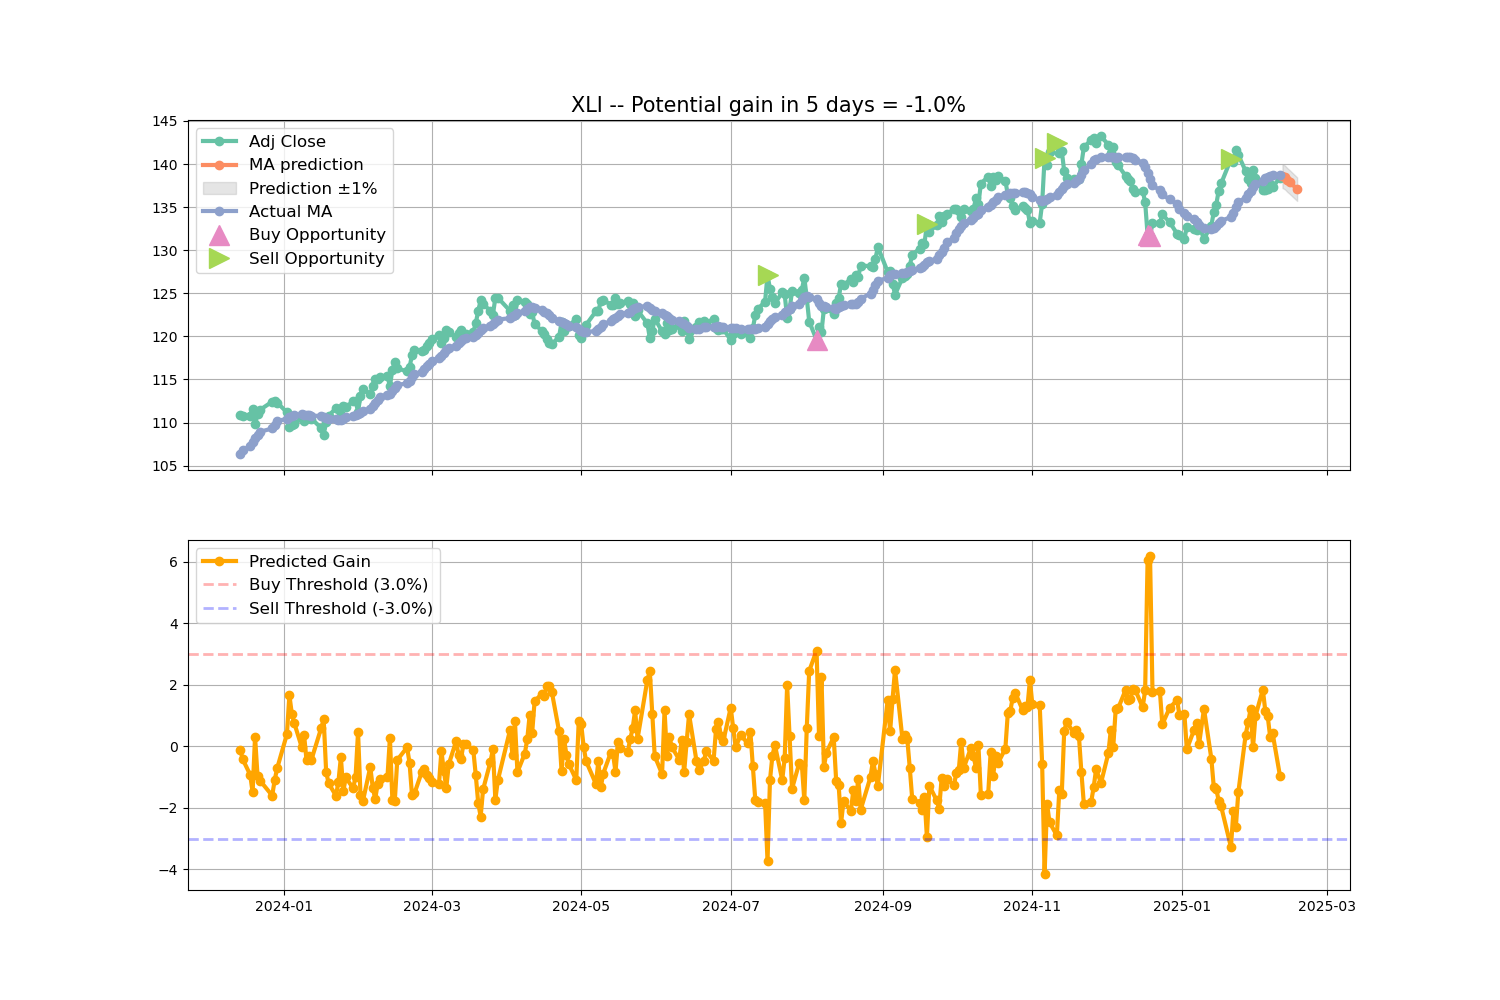 XLI -- Potential gain in 5 days = -1.0%
145
140
135
130
125
120
115
110
105
Adj Close
MA prediction
Prediction ±1%
Actual MA
Buy Opportunity
Sell Opportunity
6
4
2
0
−2
−4
Predicted Gain
Buy Threshold (3.0%)
Sell Threshold (-3.0%)
2024-01 2024-03 2024-05 2024-07 2024-09 2024-11 2025-01 2025-03